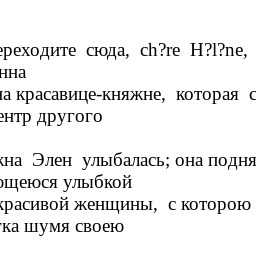 ереходите сюда, ch?re H?l?ne,
нна
на красавице-княжне, которая с
ентр другого
жна Элен улыбалась; она подня
ющеюся улыбкой
красивой женщины, с которою
тка шумя своею